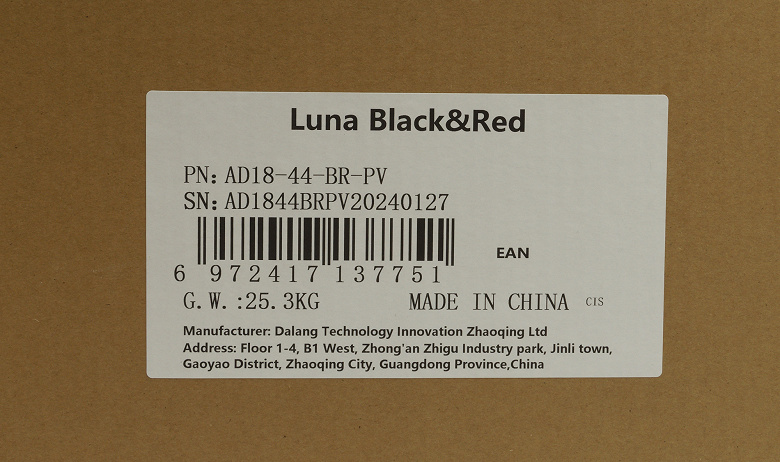 Luna Black&Red
PN: AD18-44-BR-PV
SN: AD1844BRPV20240127
EAN
6 972417 137751
G.W.:25.3KG MADE IN CHINA CIS
Manufacturer: Dalang Technology Innovation Zhaoqing Ltd
Address: Floor 1-4, B1 West, Zhong'an Zhigu Industry park, Jinli town,
Gaoyao District, Zhaoqing City, Guangdong Province,China